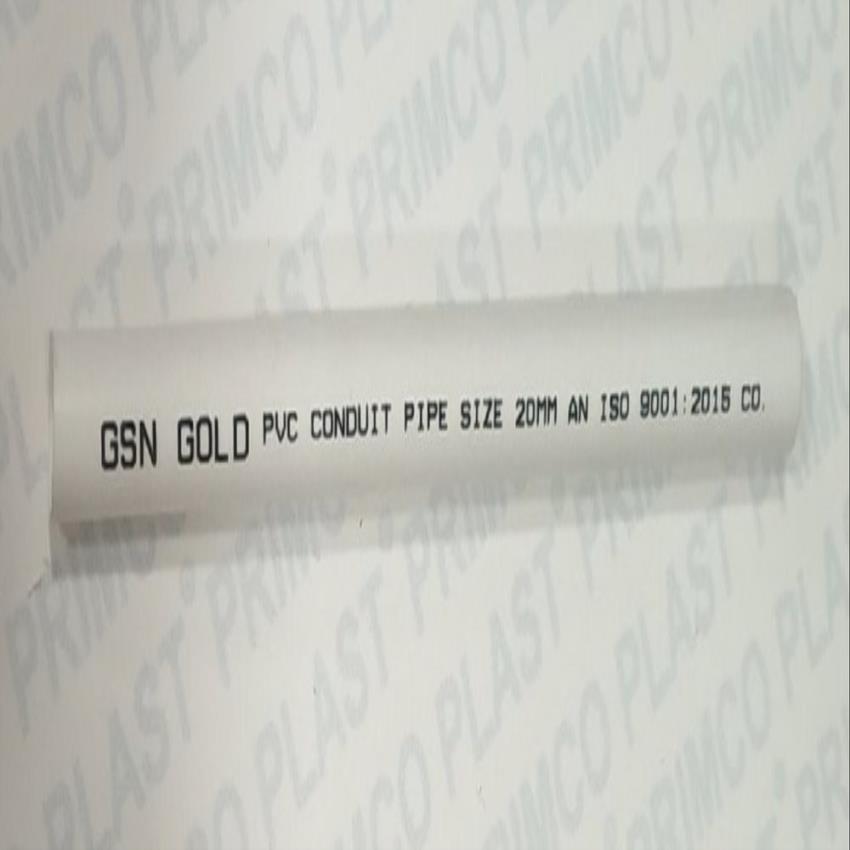 GSN GOLD PVC CONDUIT PIPE SIZE 20MM AN ISO 9001:2015 CO.
PRIMCO PLAST